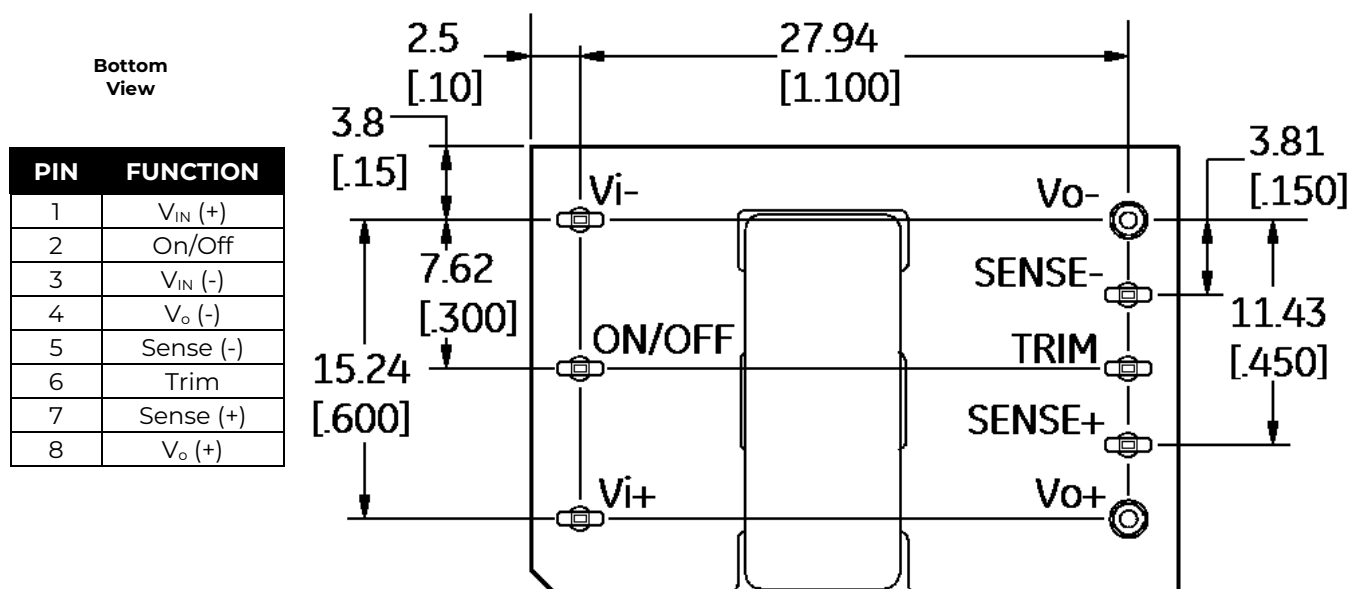 Bottom
View
PIN FUNCTION
1 VIN (+)
2 On/Off
3 VIN (-)
4 Vo (-)
5 Sense (-)
6 Trim
7 Sense (+)
8 Vo (+)
2.5
[.10]
27.94
[1.100]
3.8
[.15]
3.81
[.150]
Vi-
Vo-
7.62
[.300]
SENSE-
11.43
[.450]
ON/OFF
TRIM
15.24
[.600]
SENSE+
Vi+
Vo+